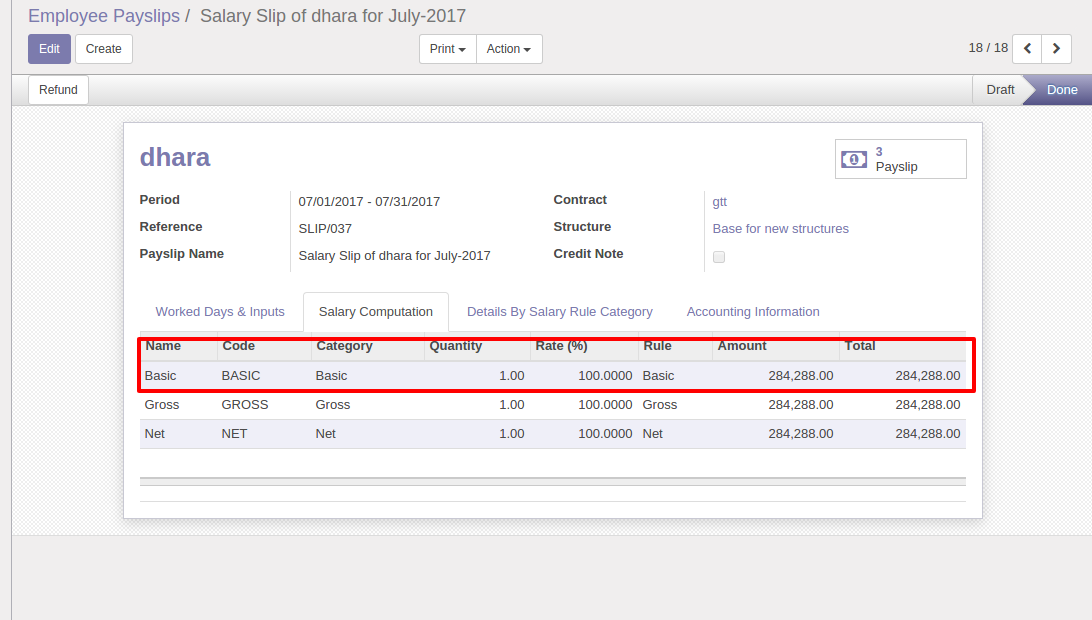 Employee Payslips / Salary Slip of dhara for July-2017
Edit Create Print Action 18 / 18
Refund Draft Done
dhara
3
Payslip
Period 07/01/2017 - 07/31/2017 Contract gtt
Reference SLIP/037 Structure Base for new structures
Payslip Name Salary Slip of dhara for July-2017 Credit Note
Worked Days & Inputs Salary Computation Details By Salary Rule Category Accounting Information
Name Code Category Quantity Rate (%) Rule Amount Total
Basic BASIC Basic 1.00 100.0000 Basic 284,288.00 284,288.00
Gross GROSS Gross 1.00 100.0000 Gross 284,288.00 284,288.00
Net NET Net 1.00 100.0000 Net 284,288.00 284,288.00